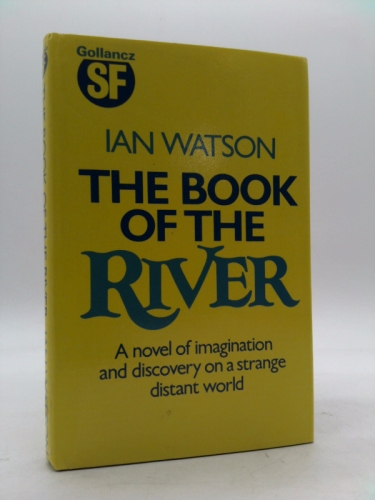 Gollancz
SF
IAN WATSON
THE BOOK
OF THE
RIVER
A novel of imagination
and discovery on a strange
distant world